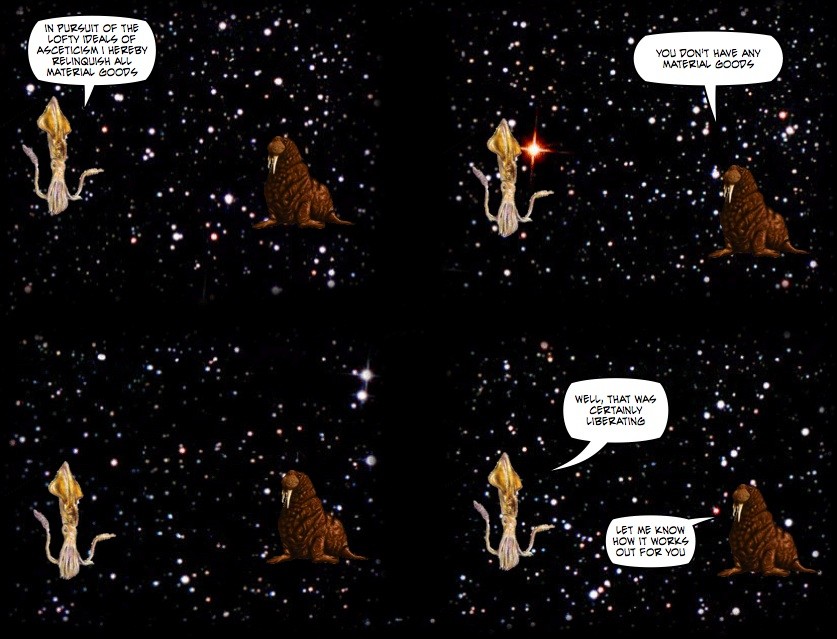 IN PURSUIT OF THE
LOFTY IDEALS OF
ASCETICISM I HEREBY
RELINQUISH ALL
MATERIAL GOODS
YOU DON'T HAVE ANY
MATERIAL GOODS
WELL, THAT WAS
CERTAINLY
LIBERATING
LET ME KNOW
HOW IT WORKS
OUT FOR YOU